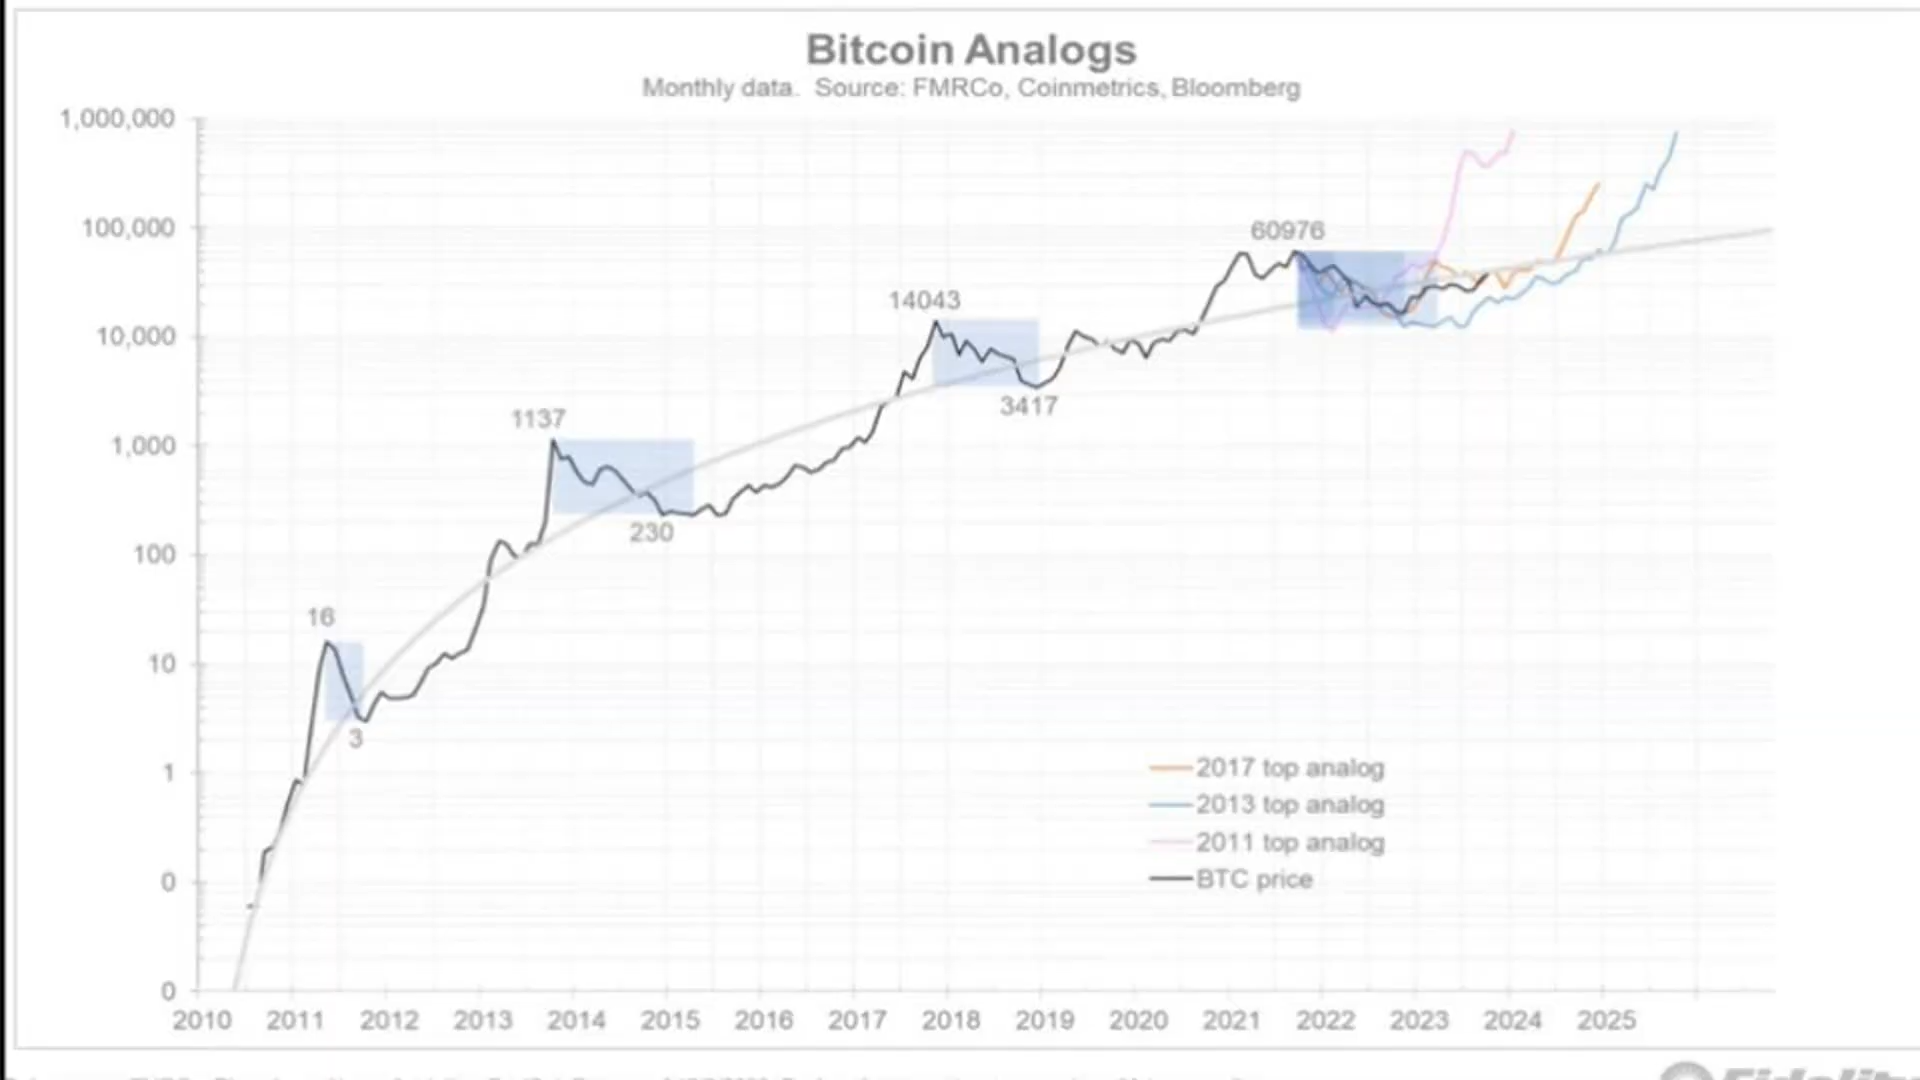 Bitcoin Analogs
Monthly data. Source: FMRCo, Coinmetrics, Bloomberg
1,000,000
100,000
10,000
1,000
100
10
1
0
0
60976
14043
3417
1137
230
16
3
2017 top analog
2013 top analog
2011 top analog
BTC price
2010 2011 2012 2013 2014 2015 2016 2017 2018 2019 2020 2021 2022 2023 2024 2025